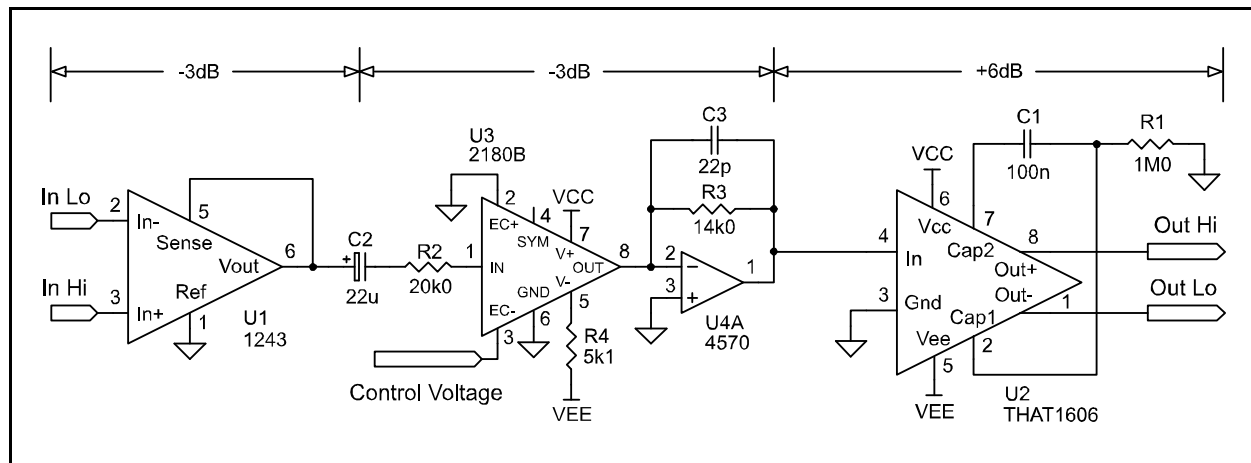 -3dB
-3dB
+6dB
In Lo
2
In-
5
Sense
Vout
6
In Hi
3
In+
Ref
1
U1
1243
C2
+
22u
R2
20k0
U3
2180B
2
EC+
4
SYM
VCC
7
V+
1
IN
OUT
8
V-
GND
5
EC-
3
6
R4
5k1
VEE
Control Voltage
C3
22p
R3
14k0
2
−
3
+
1
U4A
4570
VCC
6
Vcc
7
Cap2
C1
100n
R1
1M0
4
In
8
Out+
Out Hi
3
Gnd
Out-
1
Out Lo
Cap1
2
Vee
5
VEE
U2
THAT1606